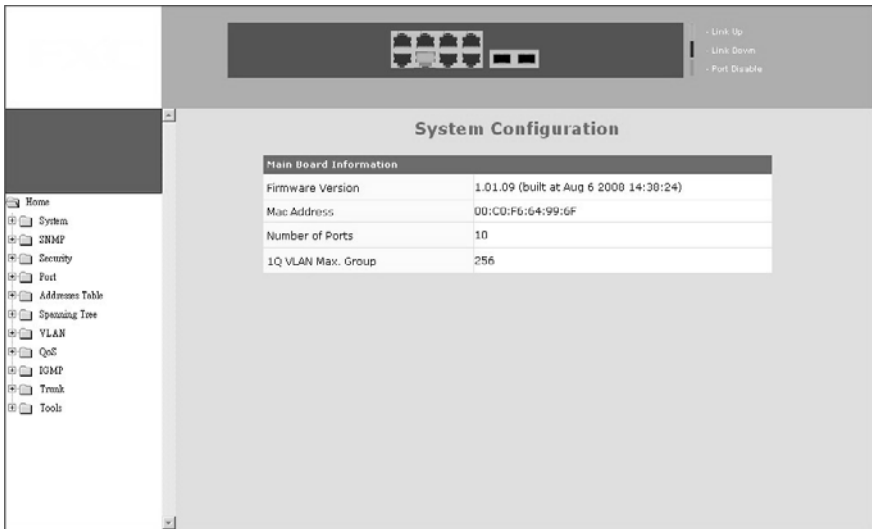 - Link Up
- Link Down
- Port Disable
System Configuration
Main Board Information
Firmware Version 1.01.09 (built at Aug 6 2008 14:38:24)
Mac Address 00:C0:F6:64:99:6F
Number of Ports 10
1Q VLAN Max. Group 256
Home
System
SNMP
Security
Port
Addresses Table
Spanning Tree
VLAN
QoS
IGMP
Trunk
Tools